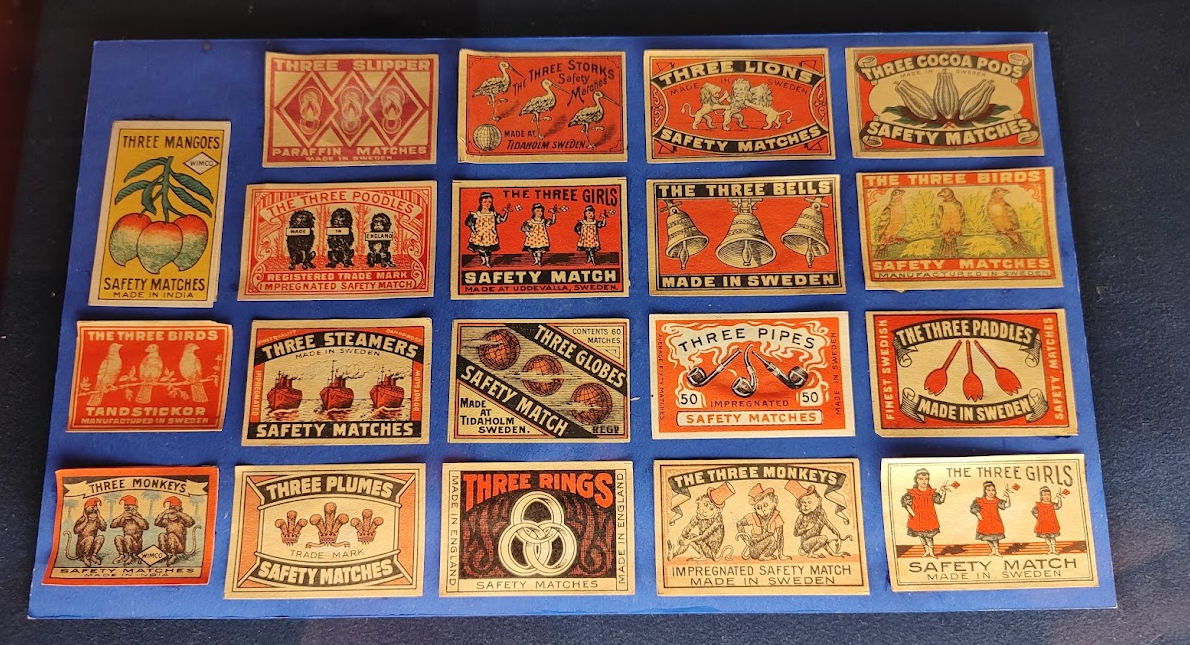 THREE SLIPPER
PARAFFIN MATCHES
MADE IN SWEDEN
The THREE STORKS
Safety
Matches
MADE AT
TIDAHOLM SWEDEN
THREE LIONS
MADE IN SWEDEN
SAFETY MATCHES
THREE COCOA PODS
MADE IN SWEDEN
SAFETY MATCHES
THREE MANGOES
WIMCO
SAFETY MATCHES
MADE IN INDIA
THE THREE POODLES
MADE IN ENGLAND
REGISTERED TRADE MARK
IMPREGNATED SAFETY MATCH
THE THREE GIRLS
SAFETY MATCH
MADE AT UDDEVALLA, SWEDEN.
THE THREE BELLS
MADE IN SWEDEN
THE THREE BIRDS
SAFETY MATCHES
MANUFACTURED IN SWEDEN
THE THREE BIRDS
TANDSTICKOR
MANUFACTURED IN SWEDEN
THREE STEAMERS
MADE IN SWEDEN
IMPREGNATED
DO NOT GLOW
SAFETY MATCHES
CONTENTS 60
MATCHES
THREE GLOBES
SAFETY MATCH
MADE
AT
TIDAHOLM
SWEDEN.
REGD
THREE PIPES
MADE IN SWEDEN
50 IMPREGNATED 50
SAFETY MATCHES
THE THREE PADDLES
FINEST SWEDISH
SAFETY MATCHES
MADE IN SWEDEN
THREE MONKEYS
WIMCO
SAFETY MATCHES
MADE IN INDIA
THREE PLUMES
TRADE MARK
SAFETY MATCHES
THREE RINGS
MADE IN ENGLAND
MADE IN ENGLAND
SAFETY MATCHES
THE THREE MONKEYS
IMPREGNATED SAFETY MATCH
MADE IN SWEDEN
THE THREE GIRLS
SAFETY MATCH
MADE IN SWEDEN